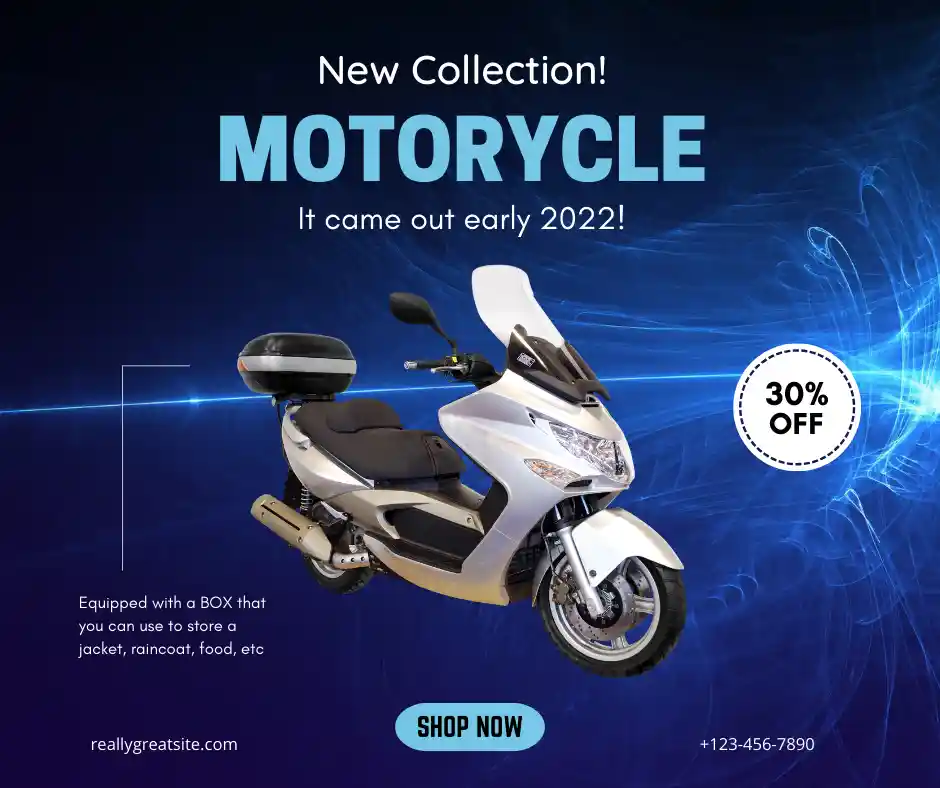 New Collection!
MOTORYCLE
It came out early 2022!
30%
OFF
Equipped with a BOX that
you can use to store a
jacket, raincoat, food, etc
SHOP NOW
reallygreatsite.com
+123-456-7890